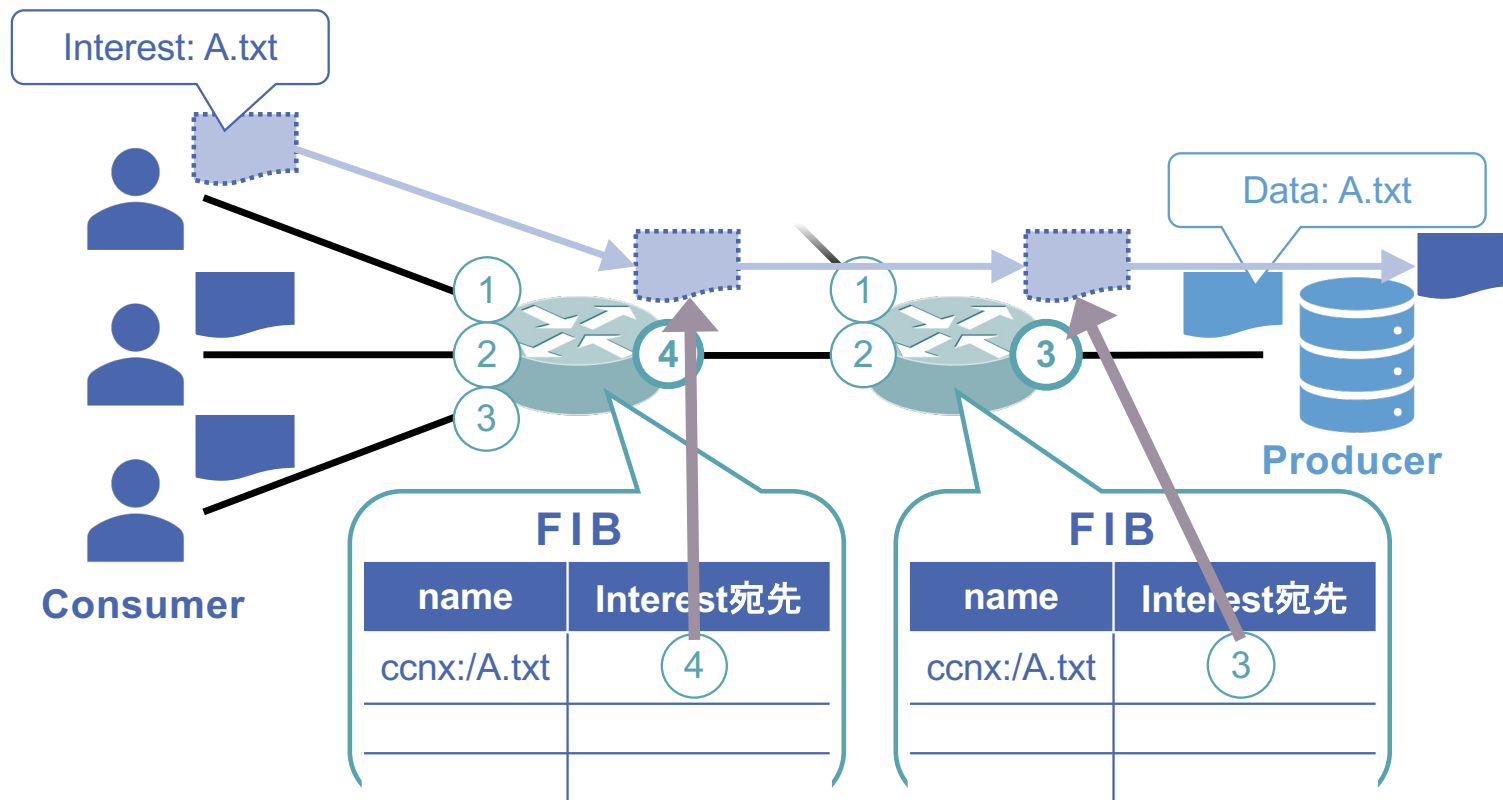 Interest: A.txt
Data: A.txt
1
2
3
4
1
2
3
Consumer
Producer
FIB
name Interest宛先
ccnx:/A.txt 4
FIB
name Interest宛先
ccnx:/A.txt 3